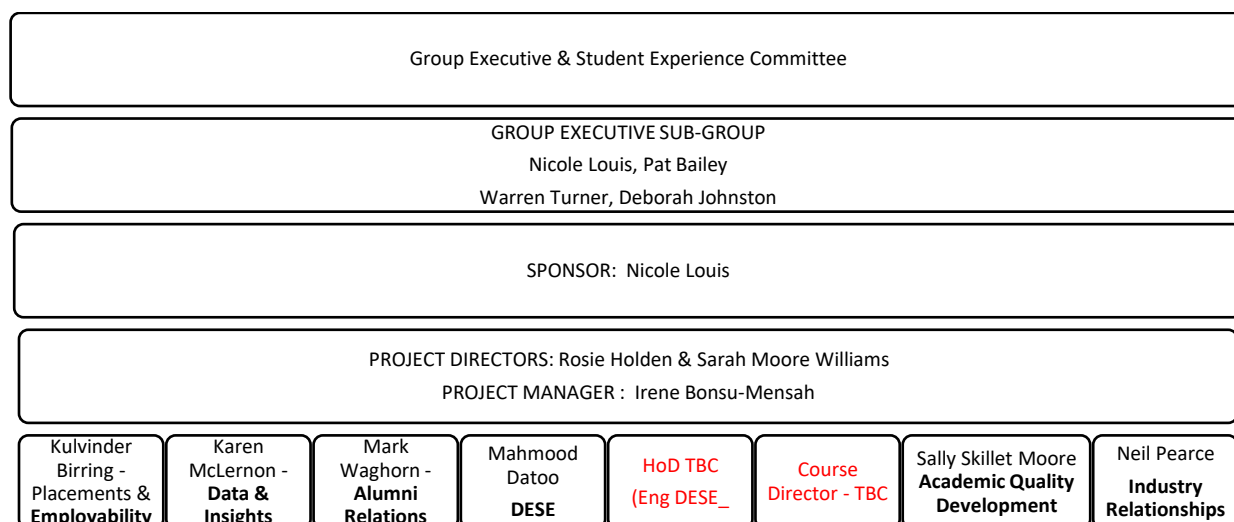 Group Executive & Student Experience Committee
GROUP EXECUTIVE SUB-GROUP
Nicole Louis, Pat Bailey
Warren Turner, Deborah Johnston
SPONSOR: Nicole Louis
PROJECT DIRECTORS: Rosie Holden & Sarah Moore Williams
PROJECT MANAGER : Irene Bonsu-Mensah
Kulvinder
Birring -
Placements &
Employability
Karen
McLernon -
Data &
Insights
Mark
Waghorn -
Alumni
Relations
Mahmood
Datoo
DESE
HoD TBC
(Eng DESE_
Course
Director - TBC
Sally Skillet Moore
Academic Quality
Development
Neil Pearce
Industry
Relationships